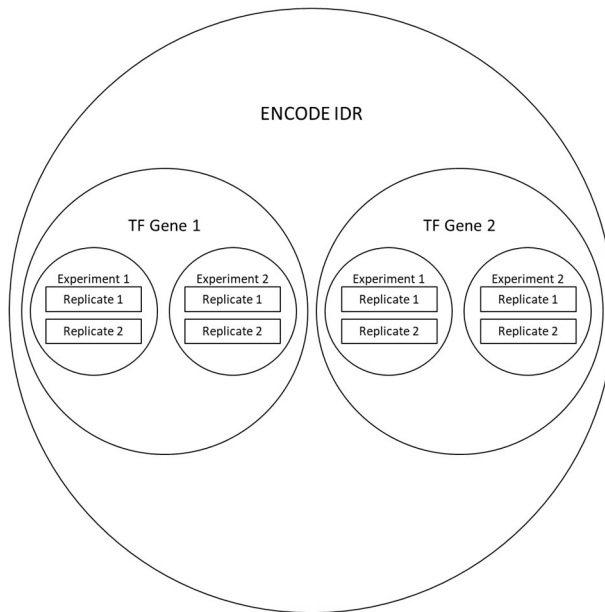 ENCODE IDR
TF Gene 1
TF Gene 2
Experiment 1
Replicate 1
Replicate 2
Experiment 2
Replicate 1
Replicate 2
Experiment 1
Replicate 1
Replicate 2
Experiment 2
Replicate 1
Replicate 2